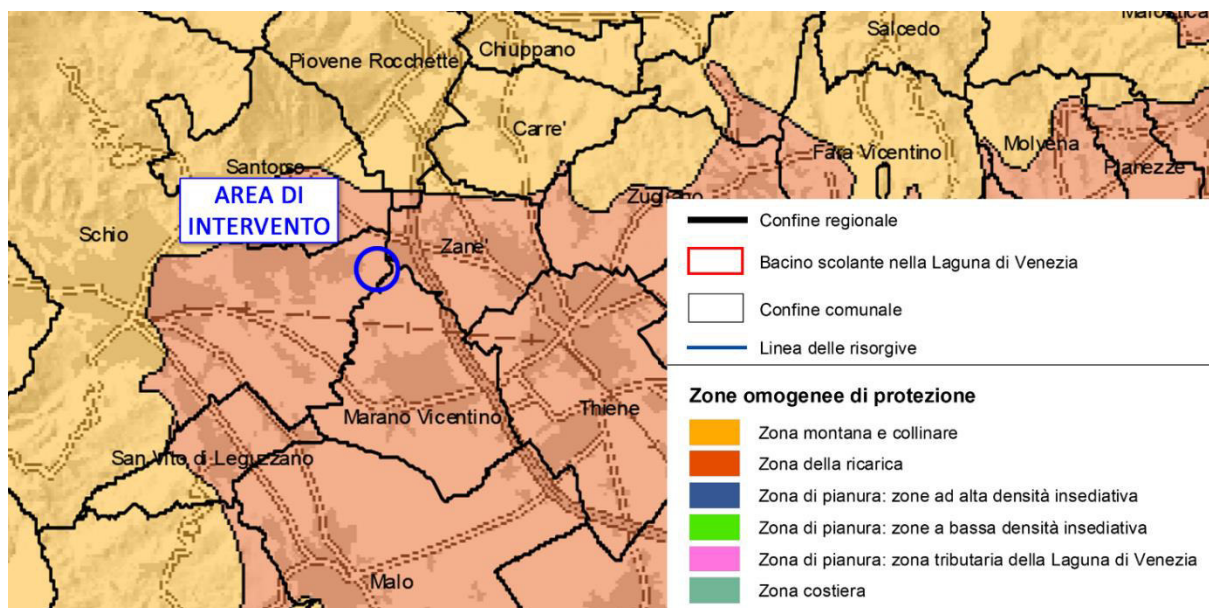 Marostica
Salcedo
Chiuppano
Piovene Rocchette
Carre'
Molvena
Fara Vicentino
Pianezze
Santorso
Zugliano
AREA DI
INTERVENTO
Schio
Zane'
Marano Vicentino
Thiene
San Vito di Leguzzano
Malo
Confine regionale
Bacino scolante nella Laguna di Venezia
Confine comunale
Linea delle risorgive
Zone omogenee di protezione
Zona montana e collinare
Zona della ricarica
Zona di pianura: zone ad alta densità insediativa
Zona di pianura: zone a bassa densità insediativa
Zona di pianura: zona tributaria della Laguna di Venezia
Zona costiera